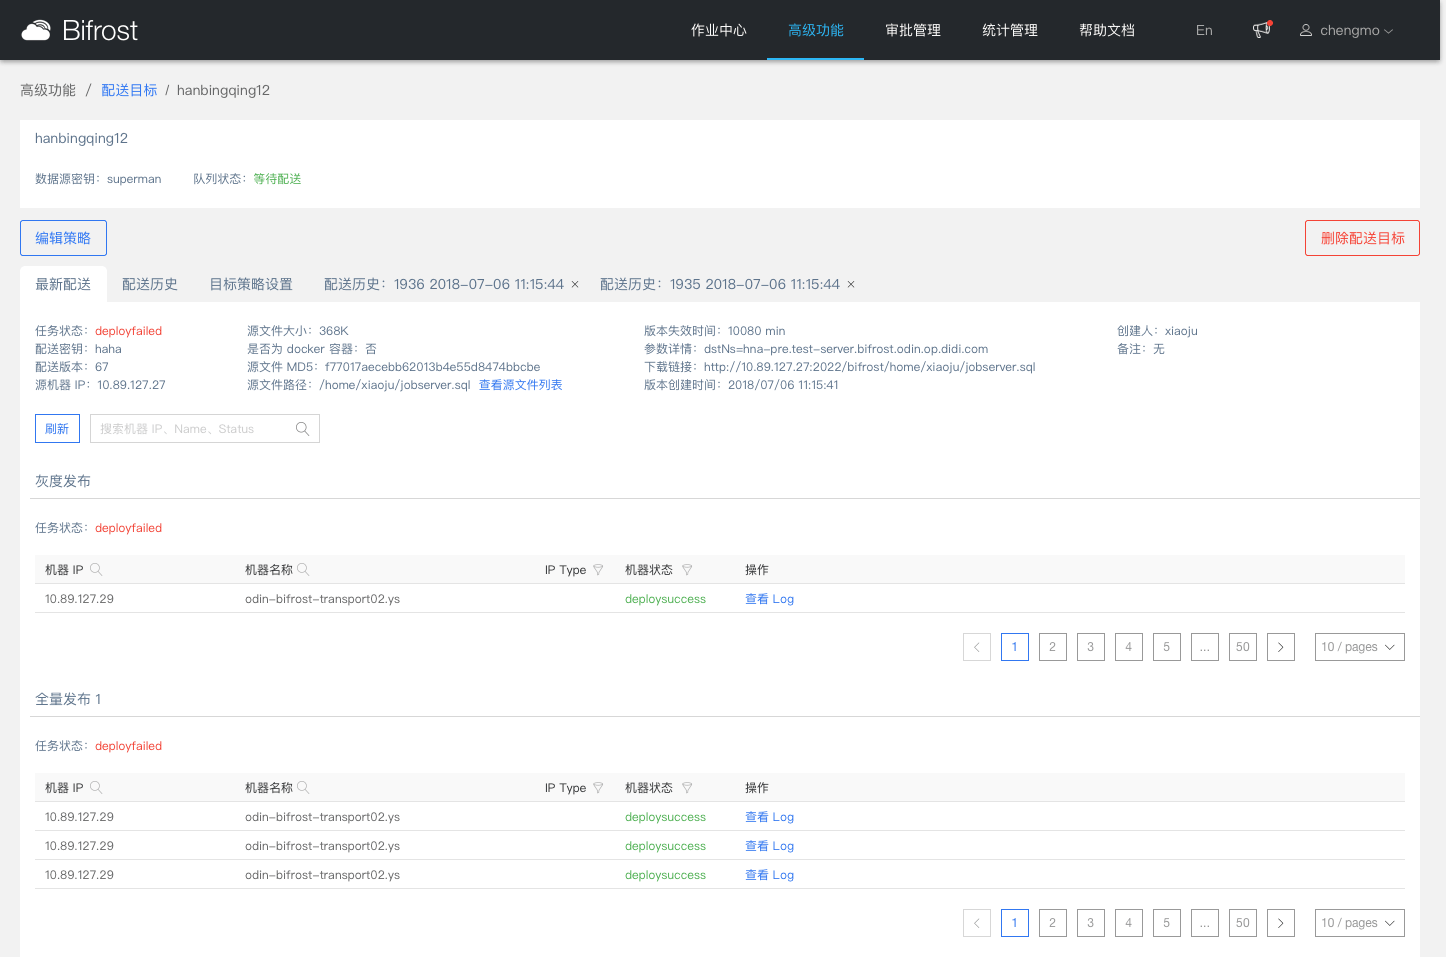 Bifrost 作业中心 高级功能 审批管理 统计管理 帮助文档 En chengmo
高级功能 / 配送目标 / hanbingqing12
hanbingqing12
数据源密钥：superman 队列状态：等待配送
编辑策略 删除配送目标
最新配送 配送历史 目标策略设置 配送历史：1936 2018-07-06 11:15:44 × 配送历史：1935 2018-07-06 11:15:44 ×
任务状态：deployfailed 源文件大小：368K 版本失效时间：10080 min 创建人：xiaoju
配送密钥：haha 是否为 docker 容器：否 参数详情：dstNs=hna-pre.test-server.bifrost.odin.op.didi.com 备注：无
配送版本：67 源文件 MD5：f77017aecebb62013b4e55d8474bbcbe 下载链接：http://10.89.127.27:2022/bifrost/home/xiaoju/jobserver.sql
源机器 IP：10.89.127.27 源文件路径：/home/xiaoju/jobserver.sql 查看源文件列表 版本创建时间：2018/07/06 11:15:41
刷新 搜索机器 IP、Name、Status
灰度发布
任务状态：deployfailed
机器 IP 机器名称 IP Type 机器状态 操作
10.89.127.29 odin-bifrost-transport02.ys deploysuccess 查看 Log
1 2 3 4 5 ... 50 10 / pages
全量发布 1
任务状态：deployfailed
机器 IP 机器名称 IP Type 机器状态 操作
10.89.127.29 odin-bifrost-transport02.ys deploysuccess 查看 Log
10.89.127.29 odin-bifrost-transport02.ys deploysuccess 查看 Log
10.89.127.29 odin-bifrost-transport02.ys deploysuccess 查看 Log
1 2 3 4 5 ... 50 10 / pages